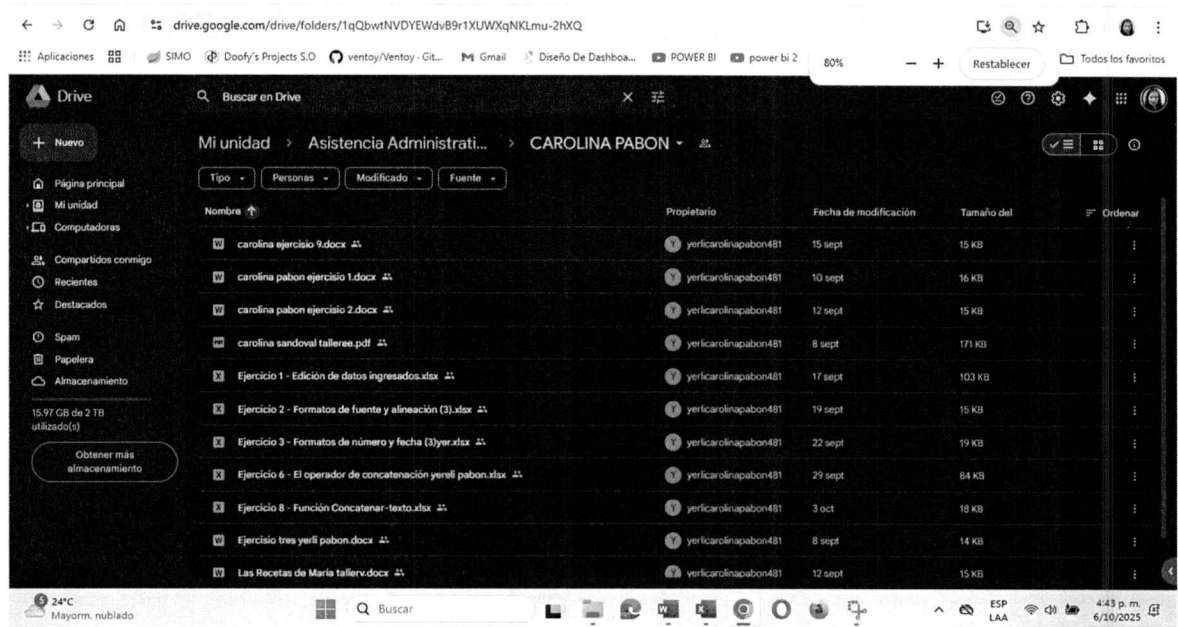 drive.google.com/drive/folders/1qQbwtNVDYEWdvB9r1XUWXqNKLmu-2hXQ
Aplicaciones SIMO Doofy's Projects S.O ventoy/Ventoy - Git... Gmail Diseño De Dashboa... POWER BI power bi 2 80% − + Restablecer Todos los favoritos
Drive Buscar en Drive
Nuevo
Mi unidad > Asistencia Administrati... > CAROLINA PABON
Tipo Personas Modificado Fuente
Página principal
Mi unidad
Computadoras
Compartidos conmigo
Recientes
Destacados
Spam
Papelera
Almacenamiento
15.97 GB de 2 TB
utilizado(s)
Obtener más
almacenamiento
Nombre Propietario Fecha de modificación Tamaño del Ordenar
carolina ejercisio 9.docx yerlicarolinapabon481 15 sept 15 KB
carolina pabon ejercisio 1.docx yerlicarolinapabon481 10 sept 16 KB
carolina pabon ejercisio 2.docx yerlicarolinapabon481 12 sept 15 KB
carolina sandoval talleree.pdf yerlicarolinapabon481 8 sept 171 KB
Ejercicio 1 - Edición de datos ingresados.xlsx yerlicarolinapabon481 17 sept 103 KB
Ejercicio 2 - Formatos de fuente y alineación (3).xlsx yerlicarolinapabon481 19 sept 15 KB
Ejercicio 3 - Formatos de número y fecha (3)yer.xlsx yerlicarolinapabon481 22 sept 19 KB
Ejercicio 6 - El operador de concatenación yereli pabon.xlsx yerlicarolinapabon481 29 sept 84 KB
Ejercicio 8 - Función Concatenar-texto.xlsx yerlicarolinapabon481 3 oct 18 KB
Ejercisio tres yerli pabon.docx yerlicarolinapabon481 8 sept 14 KB
Las Recetas de Maria tallerv.docx yerlicarolinapabon481 12 sept 15 KB
5 24°C
Mayorm. nublado
Buscar
ESP
LAA
4:43 p. m.
6/10/2025